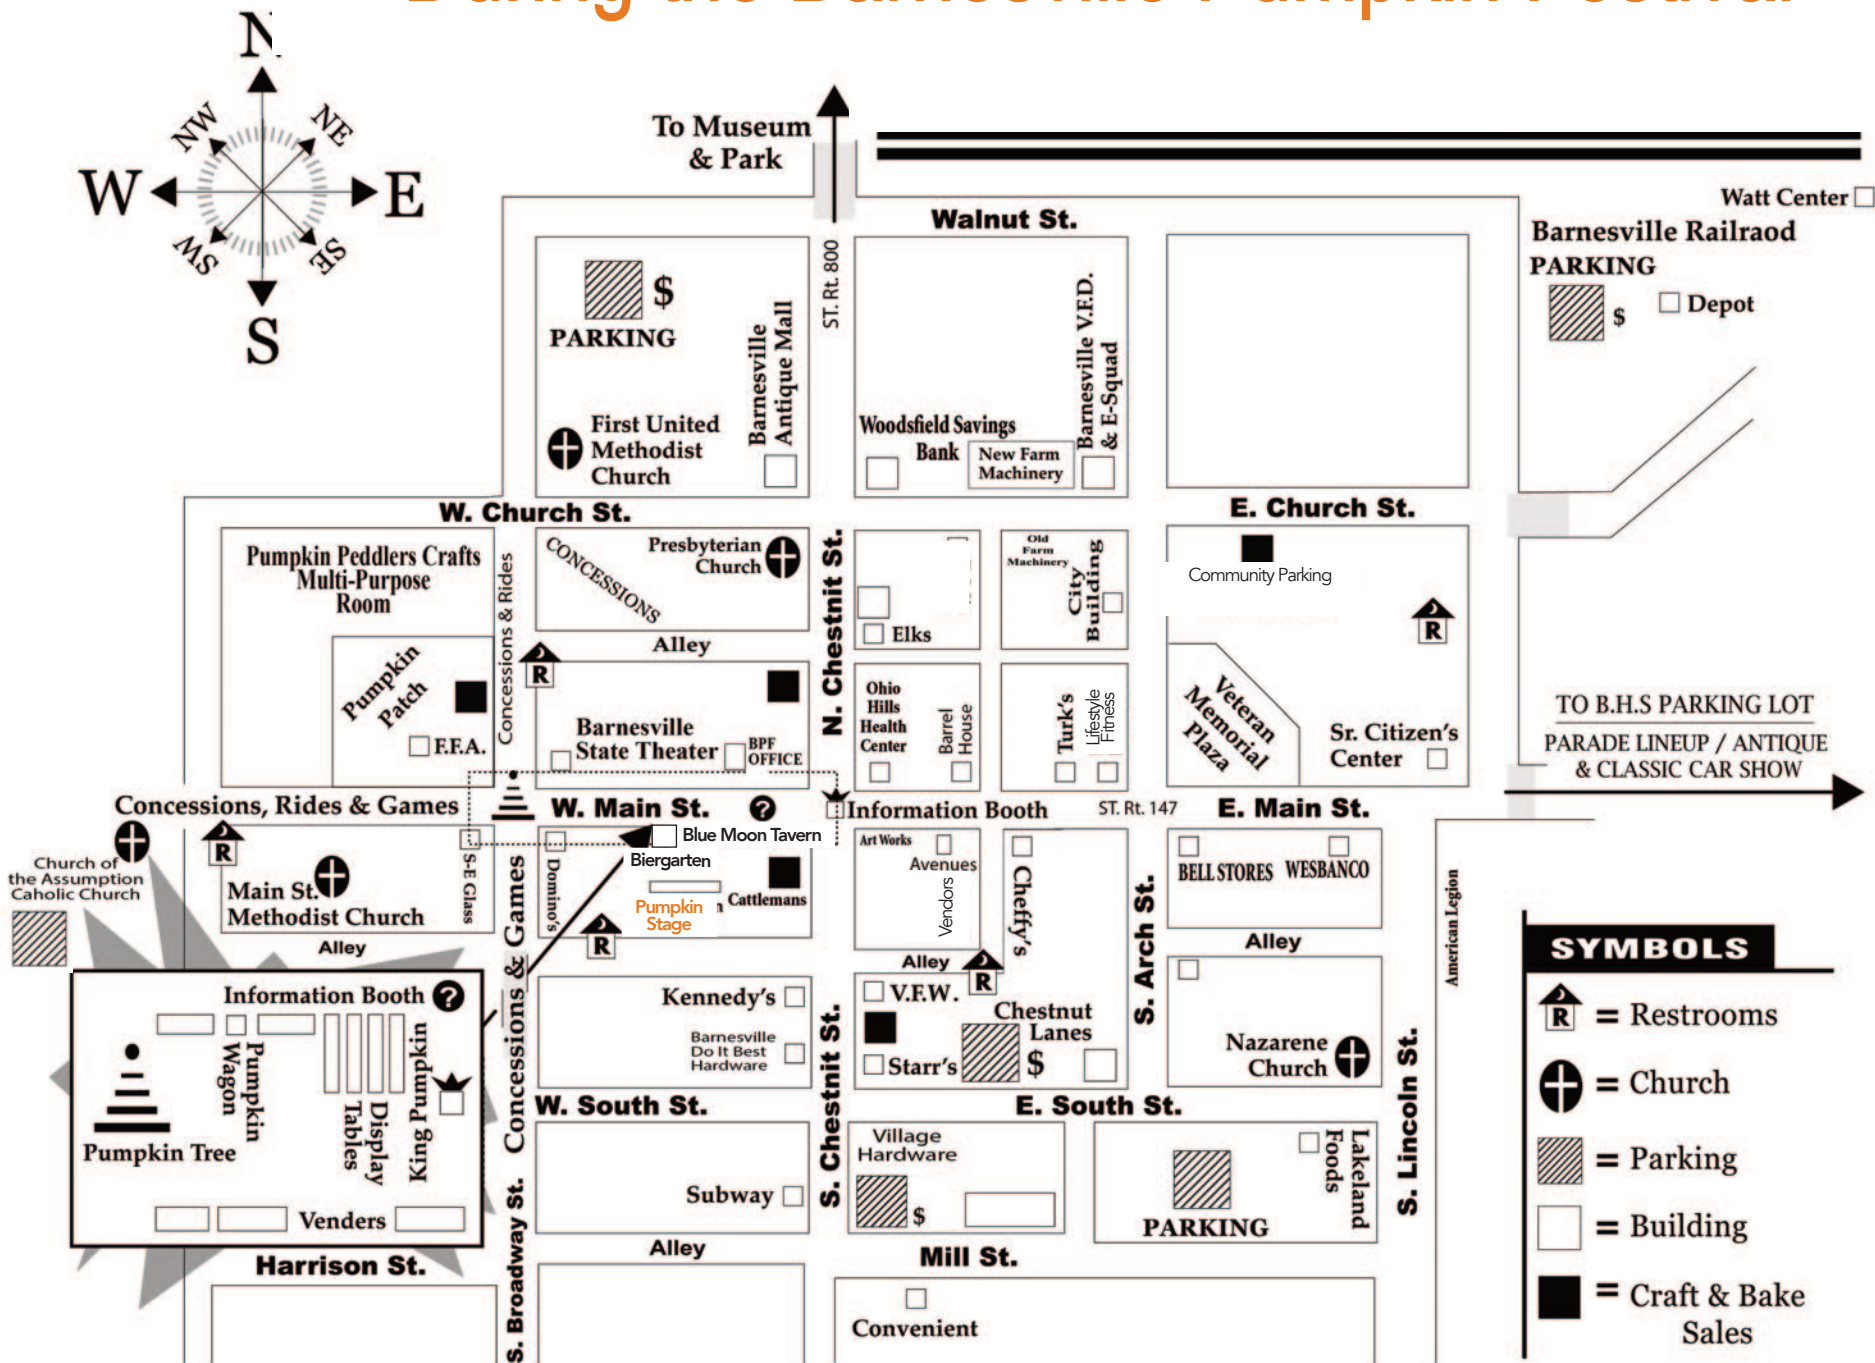 During the Barnesville Pumpkin Festival
N
NW
NE
W
E
SW
SE
S
To Museum
& Park
Walnut St.
ST. Rt. 800
Watt Center
Barnesville Railraod
PARKING
$
Depot
$
PARKING
Barnesville
Antique Mall
First United
Methodist
Church
Woodsfield Savings
Bank
New Farm
Machinery
Barnesville V.F.D.
& E-Squad
W. Church St.
E. Church St.
Pumpkin Peddlers Crafts
Multi-Purpose
Room
Concessions & Rides
CONCESSIONS
Presbyterian
Church
N. Chestnit St.
Elks
Old
Farm
Machinery
City
Building
Community Parking
R
Alley
Pumpkin
Patch
F.F.A.
R
Barnesville
State Theater
BPF
OFFICE
Ohio
Hills
Health
Center
Barrel
House
Turk's
Lifestyle
Fitness
Veteran
Memorial
Plaza
Sr. Citizen's
Center
TO B.H.S PARKING LOT
PARADE LINEUP / ANTIQUE
& CLASSIC CAR SHOW
Concessions, Rides & Games
W. Main St.
?
Information Booth
ST. Rt. 147
E. Main St.
Church of
the Assumption
Caholic Church
R
Main St.
Methodist Church
S-E Glass
Concessions & Games
Domino's
Blue Moon Tavern
Biergarten
Pumpkin
Stage
n
Cattlemans
R
Art Works
Avenues
Vendors
Cheffy's
S. Arch St.
BELL STORES
WESBANCO
American Legion
Alley
Alley
R
Alley
Information Booth
?
Pumpkin
Wagon
Display
Tables
King Pumpkin
Pumpkin Tree
Venders
Kennedy's
Barnesville
Do It Best
Hardware
S. Chestnit St.
V.F.W.
Starr's
Chestnut
Lanes
$
Nazarene
Church
S. Lincoln St.
W. South St.
E. South St.
S. Broadway St.
Subway
Village
Hardware
$
PARKING
Lakeland
Foods
Alley
Harrison St.
Mill St.
Convenient
SYMBOLS
R = Restrooms
= Church
= Parking
= Building
= Craft & Bake
Sales